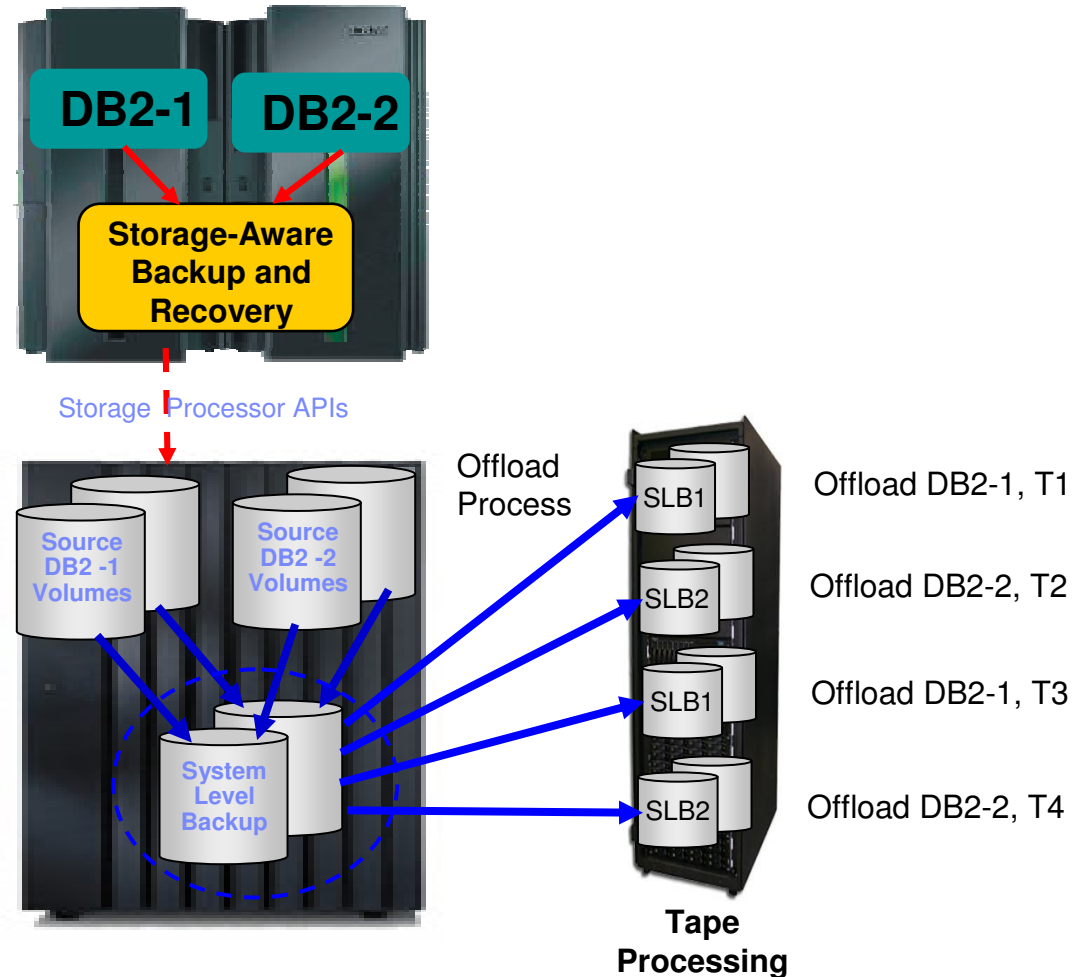 DB2-1
DB2-2
Storage-Aware
Backup and
Recovery
Storage Processor APIs
Source
DB2 -1
Volumes
Source
DB2 -2
Volumes
System
Level
Backup
Offload
Process
SLB1
Offload DB2-1, T1
SLB2
Offload DB2-2, T2
SLB1
Offload DB2-1, T3
SLB2
Offload DB2-2, T4
Tape
Processing